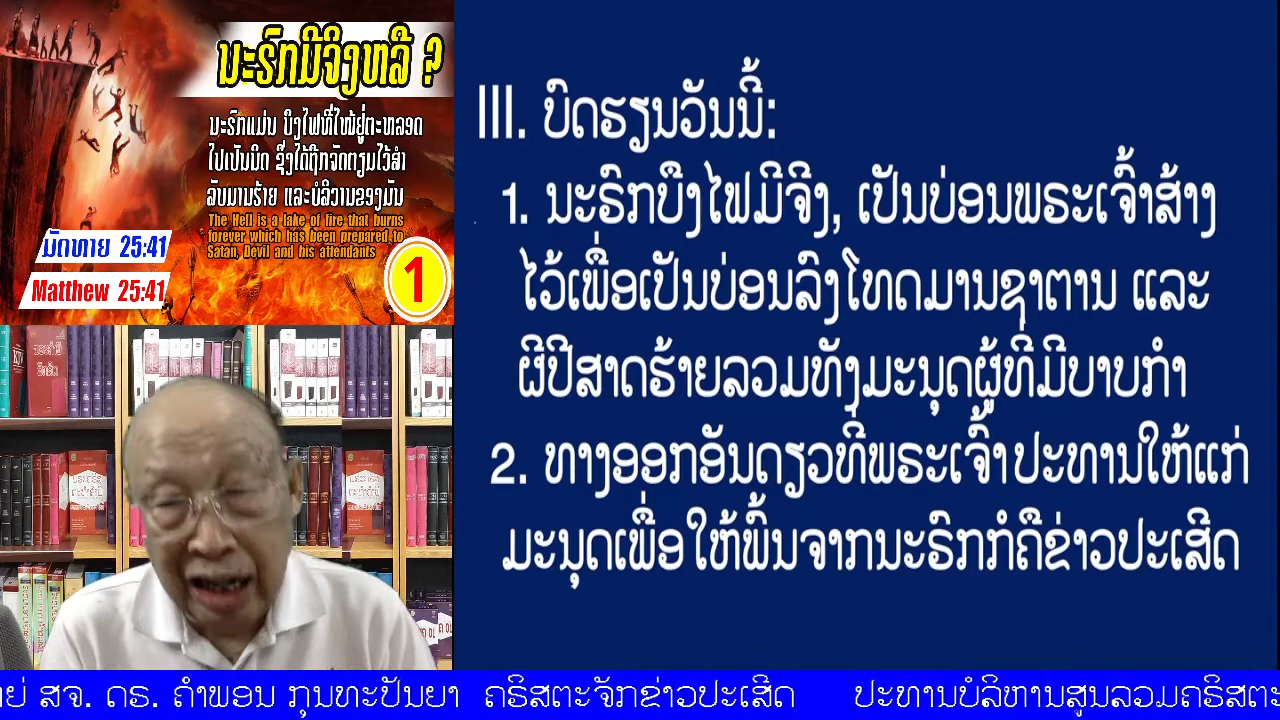 ນະຣົກມີຈິງຫລື ?
ນະຣົກແມ່ນ ບຶງໄຟທີ່ໄໝ້ຢູ່ຕະຫລອດ
ໄປເປັນນິດ ຊຶ່ງໄດ້ຖືກຈັດຕຽມໄວ້ສຳ
ລັບມານຮ້າຍ ແລະບໍລິວານຂອງມັນ
The Hell is a lake of fire that burns
forever which has been prepared to
Satan, Devil and his attendants
ມັດທາຍ 25:41
Matthew 25:41
1
III. ບົດຮຽນວັນນີ້:
1. ນະຣົກບືງໄຟມີຈີງ, ເປັນບ່ອນພຣະເຈົ້າສ້າງ
ໄວ້ເພື່ອເປັນບ່ອນລົງໂທດມານຊາຕານ ແລະ
ຜີປີສາດຮ້າຍລວມທັງມະນຸດຜູ້ທີ່ມີບາບກຳ
2. ທາງອອກອັນດຽວທີ່ພຣະເຈົ້າປະທານໃຫ້ແກ່
ມະນຸດເພື່ອໃຫ້ພົ້ນຈາກນະຣົກກໍຄືຂ່າວປະເສີດ
ສຈ. ດຣ. ຄຳພອນ ກຸນທະປັນຍາ ຄຣິສຕະຈັກຂ່າວປະເສີດ ປະທານບໍລິຫານສູນລວມຄຣິສຕະ